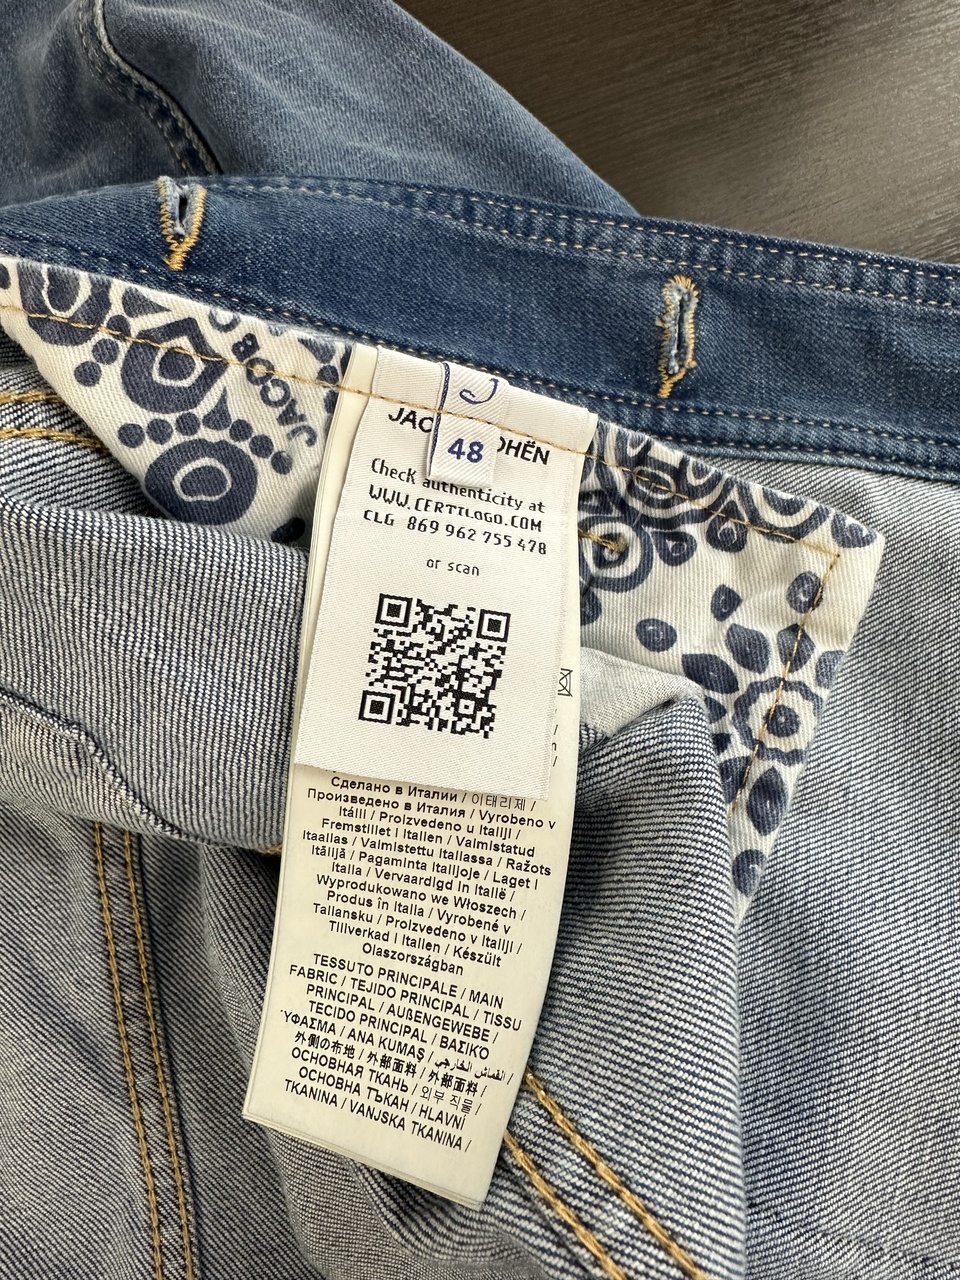 JACOB
JAC OHËN
48
Check authenticity at
WWW.CERTILOGO.COM
CLG 869 962 755 478
or scan
Сделано в Италии / 이태리제 /
Произведено в Италия / Vyrobeno v
Itálii / Proizvedeno u Italiji /
Fremstillet i Italien / Valmistatud
Itaalias / Valmistettu Italiassa / Ražots
Itālijā / Pagaminta Italijoje / Laget i
Italia / Vervaardigd in Italië /
Wyprodukowano we Włoszech /
Produs în Italia / Vyrobené v
Taliansku / Proizvedeno v Italiji /
Tillverkad i Italien / Készült
Olaszországban
TESSUTO PRINCIPALE / MAIN
FABRIC / TEJIDO PRINCIPAL / TISSU
PRINCIPAL / AUßENGEWEBE /
TECIDO PRINCIPAL / ΒΑΣΙΚΌ
ΎΦΑΣΜΑ / ANA KUMAŞ / القماش الخارجي /
外側の布地 / 外部面料 / 外部面料 /
ОСНОВНАЯ ТКАНЬ / 외부 직물 /
ОСНОВНА ТЪКАН / HLAVNÍ
TKANINA / VANJSKA TKANINA /